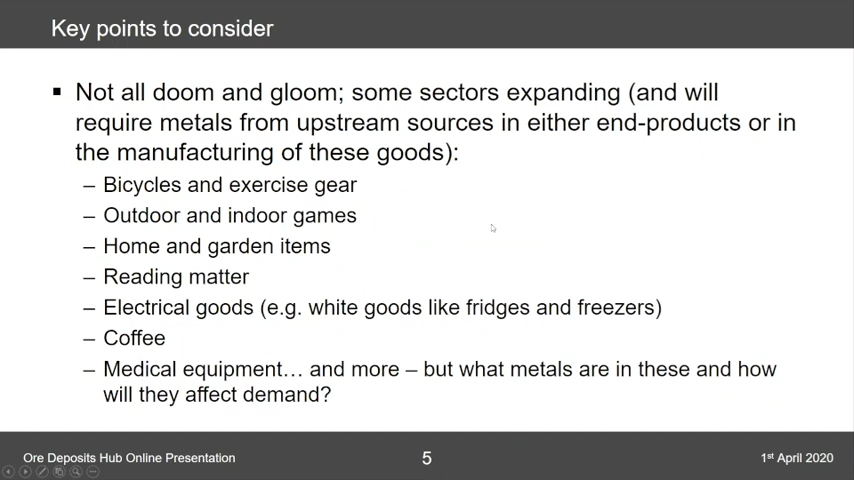 Key points to consider
▪ Not all doom and gloom; some sectors expanding (and will
require metals from upstream sources in either end-products or in
the manufacturing of these goods):
– Bicycles and exercise gear
– Outdoor and indoor games
– Home and garden items
– Reading matter
– Electrical goods (e.g. white goods like fridges and freezers)
– Coffee
– Medical equipment… and more – but what metals are in these and how
will they affect demand?
Ore Deposits Hub Online Presentation
5
1st April 2020